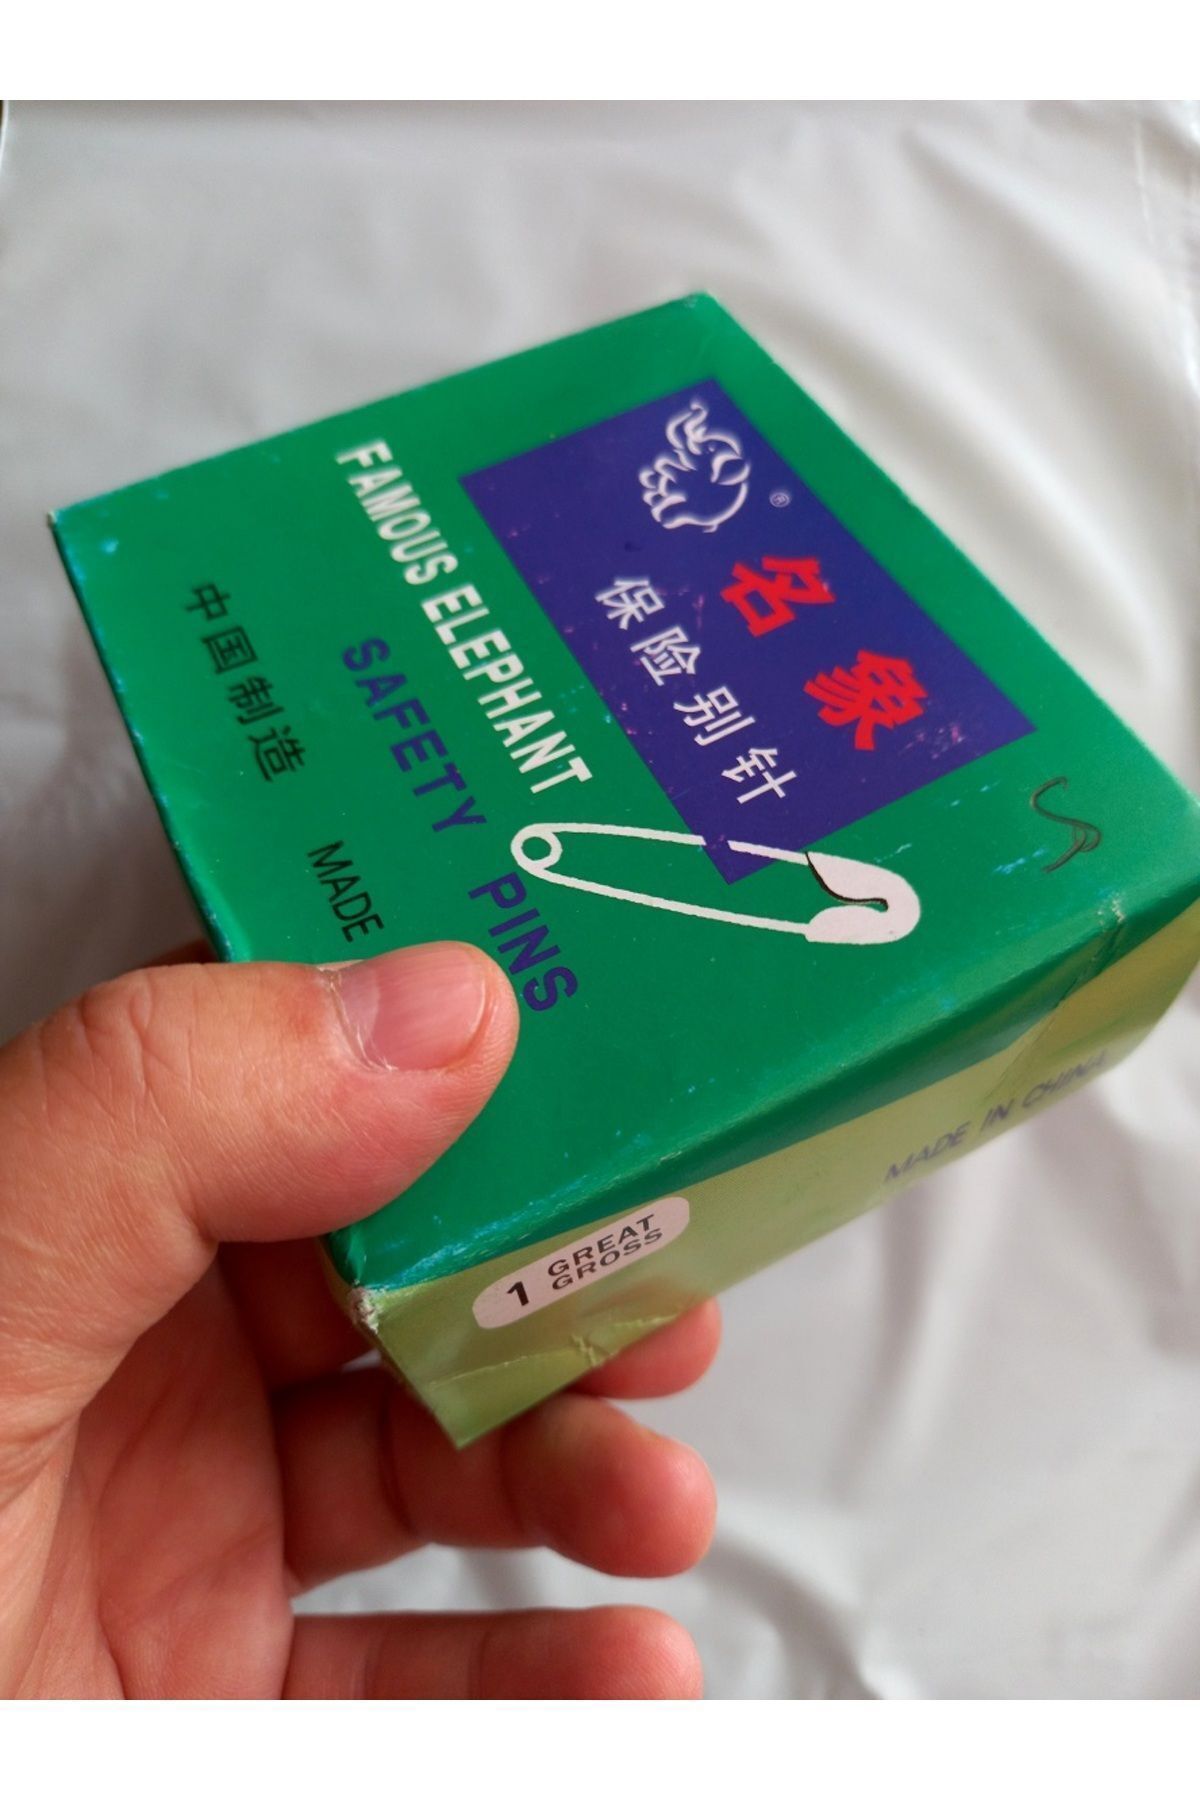 ®
名象
保险别针
FAMOUS ELEPHANT
SAFETY PINS
中国制造
MADE
1 GREAT
GROSS
MADE IN CHINA